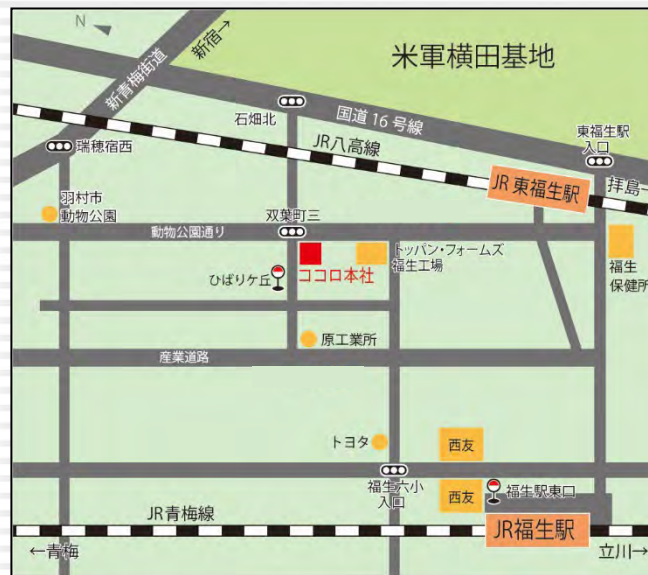 N
新宿→
新青梅街道
米軍横田基地
石畑北
国道16号線
東福生駅
入口
瑞穂宿西
JR八高線
JR 東福生駅
拝島→
羽村市
動物公園
双葉町三
動物公園通り
トッパン・フォームズ
福生工場
ココロ本社
ひばりケ丘
福生
保健所
原工業所
産業道路
トヨタ
西友
福生六小
入口
西友
福生駅東口
JR青梅線
JR福生駅
←青梅
立川→